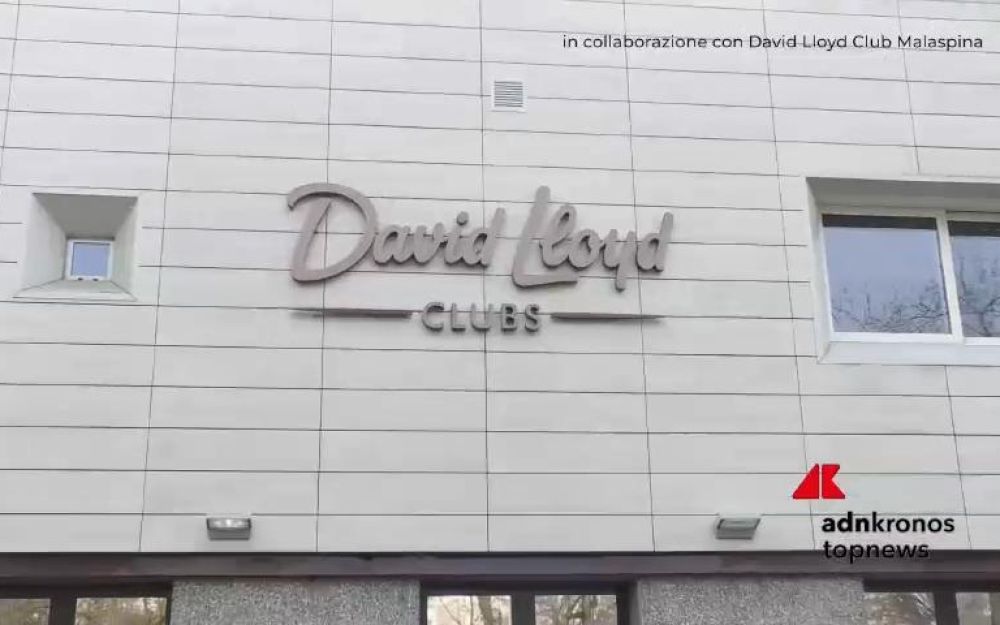 in collaborazione con David Lloyd Club Malaspina
David Lloyd
CLUBS
adnkronos
topnews